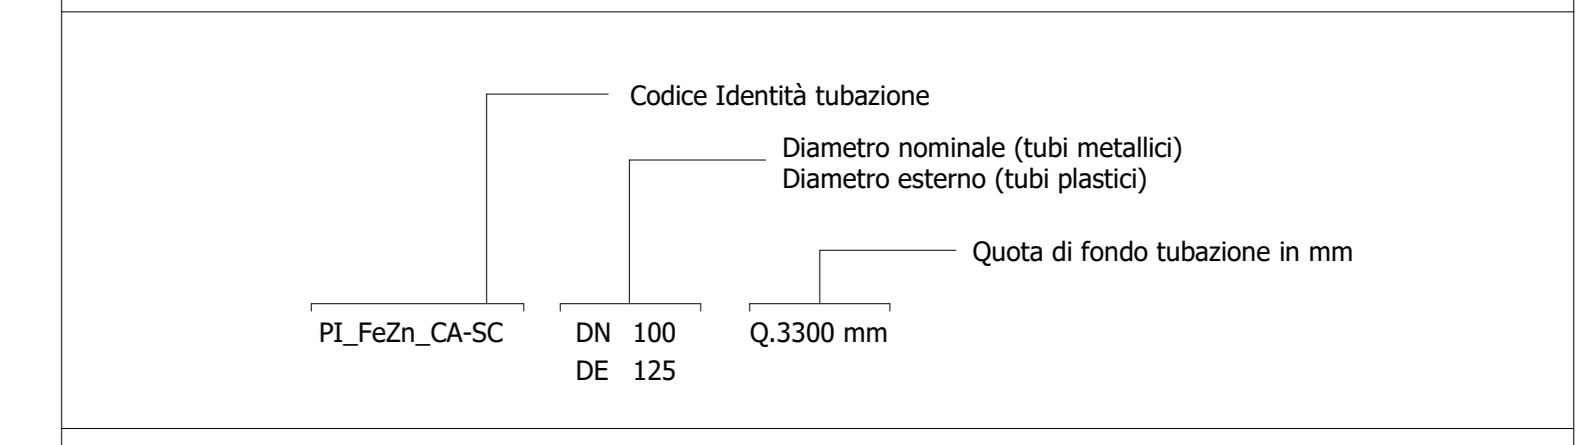 Codice Identità tubazione
Diametro nominale (tubi metallici)
Diametro esterno (tubi plastici)
Quota di fondo tubazione in mm
PI_FeZn_CA-SC DN 100 Q.3300 mm
DE 125